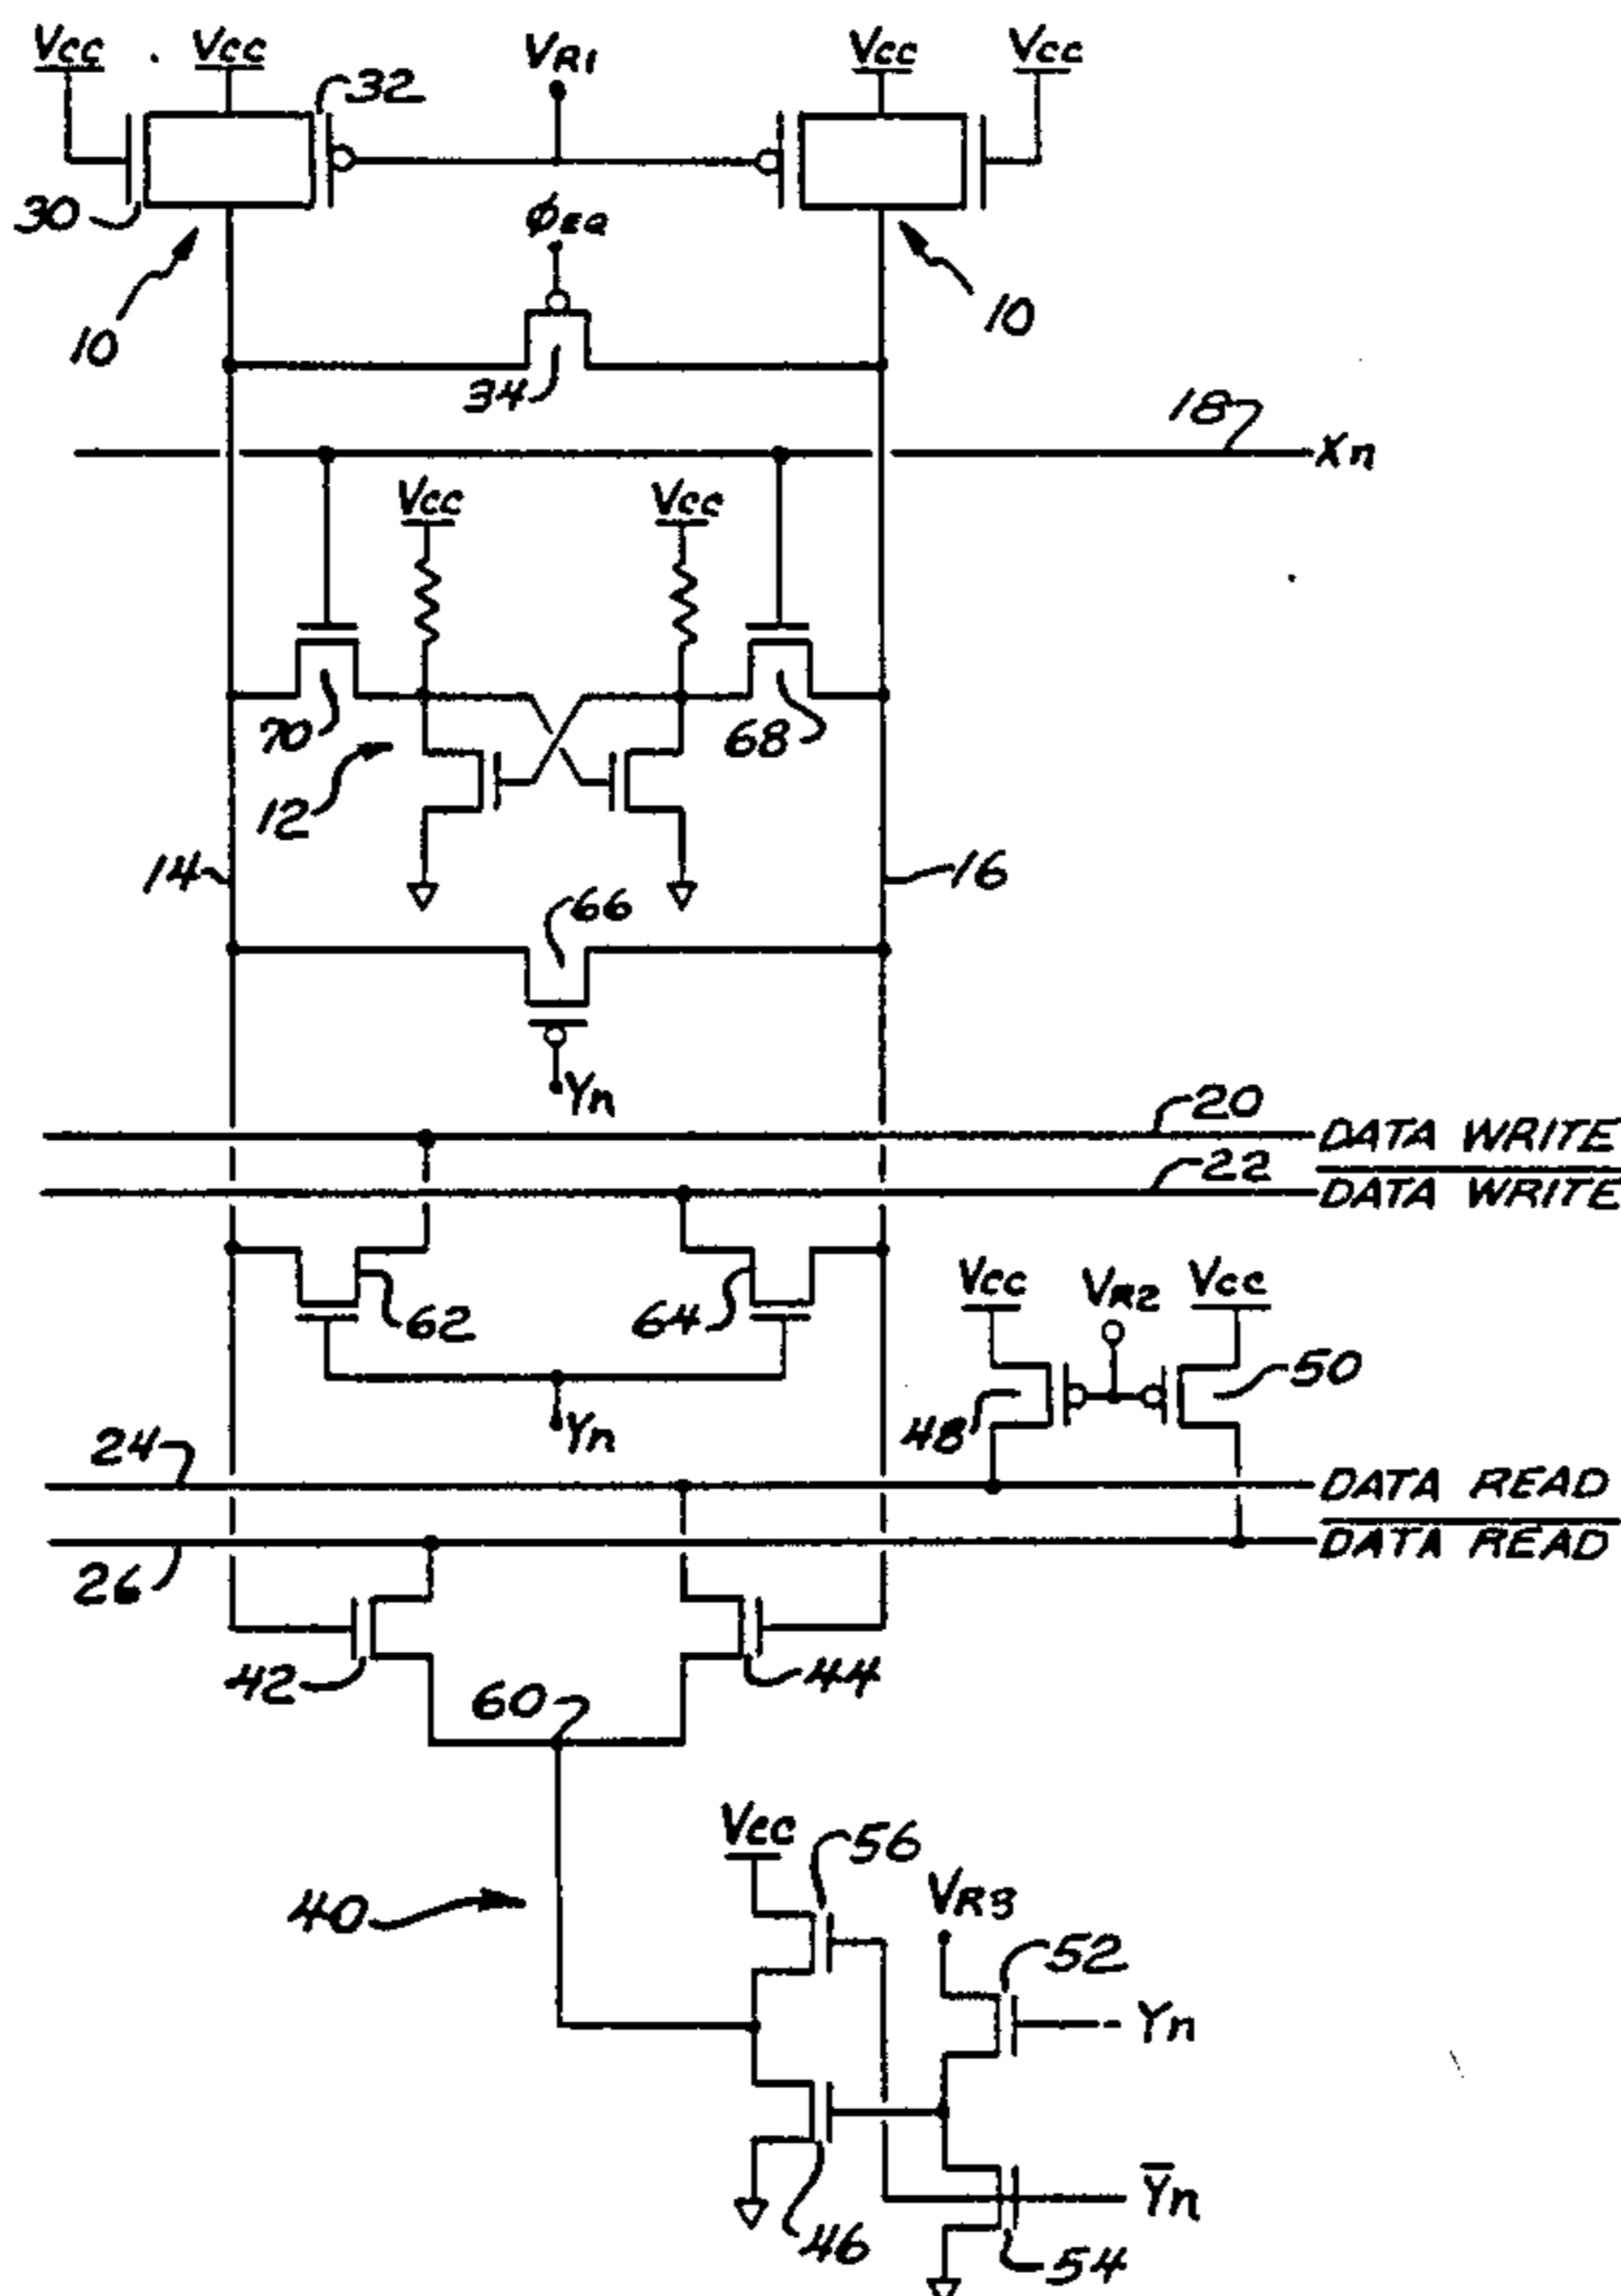 Vcc Vcc VR1 Vcc Vcc
32
30
φEQ
10 10
34
18
Xn
Vcc Vcc
70 68
12
14 16
66
Yn
20 DATA WRITE
22 DATA WRITE
62 64
Vcc VR2 Vcc
50
Yn
48
24 DATA READ
26 DATA READ
42 44
60
Vcc 56
40 VR3
52
Yn
Y̅n
46 54